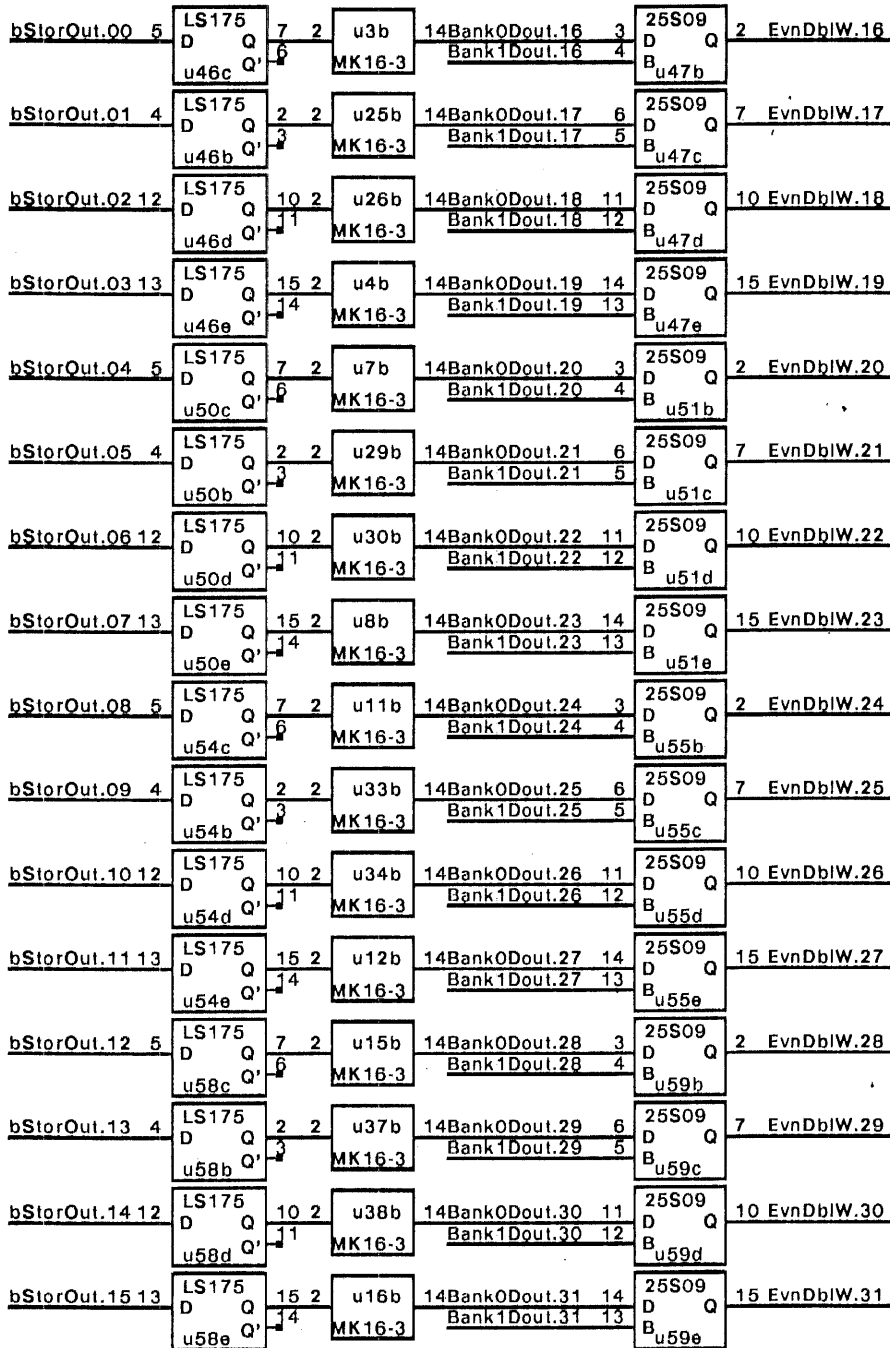 LS175 u3b 25S09
bStorOut.00 5 D Q 7 2 14Bank0Dout.16 3 D Q 2 EvnDblW.16
Q' 6 MK16-3 Bank1Dout.16 4 B
u46c u47b
LS175 u25b 25S09
bStorOut.01 4 D Q 2 2 14Bank0Dout.17 6 D Q 7 EvnDblW.17
Q' 3 MK16-3 Bank1Dout.17 5 B
u46b u47c
LS175 u26b 25S09
bStorOut.02 12 D Q 10 2 14Bank0Dout.18 11 D Q 10 EvnDblW.18
Q' 11 MK16-3 Bank1Dout.18 12 B
u46d u47d
LS175 u4b 25S09
bStorOut.03 13 D Q 15 2 14Bank0Dout.19 14 D Q 15 EvnDblW.19
Q' 14 MK16-3 Bank1Dout.19 13 B
u46e u47e
LS175 u7b 25S09
bStorOut.04 5 D Q 7 2 14Bank0Dout.20 3 D Q 2 EvnDblW.20
Q' 6 MK16-3 Bank1Dout.20 4 B
u50c u51b
LS175 u29b 25S09
bStorOut.05 4 D Q 2 2 14Bank0Dout.21 6 D Q 7 EvnDblW.21
Q' 3 MK16-3 Bank1Dout.21 5 B
u50b u51c
LS175 u30b 25S09
bStorOut.06 12 D Q 10 2 14Bank0Dout.22 11 D Q 10 EvnDblW.22
Q' 11 MK16-3 Bank1Dout.22 12 B
u50d u51d
LS175 u8b 25S09
bStorOut.07 13 D Q 15 2 14Bank0Dout.23 14 D Q 15 EvnDblW.23
Q' 14 MK16-3 Bank1Dout.23 13 B
u50e u51e
LS175 u11b 25S09
bStorOut.08 5 D Q 7 2 14Bank0Dout.24 3 D Q 2 EvnDblW.24
Q' 6 MK16-3 Bank1Dout.24 4 B
u54c u55b
LS175 u33b 25S09
bStorOut.09 4 D Q 2 2 14Bank0Dout.25 6 D Q 7 EvnDblW.25
Q' 3 MK16-3 Bank1Dout.25 5 B
u54b u55c
LS175 u34b 25S09
bStorOut.10 12 D Q 10 2 14Bank0Dout.26 11 D Q 10 EvnDblW.26
Q' 11 MK16-3 Bank1Dout.26 12 B
u54d u55d
LS175 u12b 25S09
bStorOut.11 13 D Q 15 2 14Bank0Dout.27 14 D Q 15 EvnDblW.27
Q' 14 MK16-3 Bank1Dout.27 13 B
u54e u55e
LS175 u15b 25S09
bStorOut.12 5 D Q 7 2 14Bank0Dout.28 3 D Q 2 EvnDblW.28
Q' 6 MK16-3 Bank1Dout.28 4 B
u58c u59b
LS175 u37b 25S09
bStorOut.13 4 D Q 2 2 14Bank0Dout.29 6 D Q 7 EvnDblW.29
Q' 3 MK16-3 Bank1Dout.29 5 B
u58b u59c
LS175 u38b 25S09
bStorOut.14 12 D Q 10 2 14Bank0Dout.30 11 D Q 10 EvnDblW.30
Q' 11 MK16-3 Bank1Dout.30 12 B
u58d u59d
LS175 u16b 25S09
bStorOut.15 13 D Q 15 2 14Bank0Dout.31 14 D Q 15 EvnDblW.31
Q' 14 MK16-3 Bank1Dout.31 13 B
u58e u59e